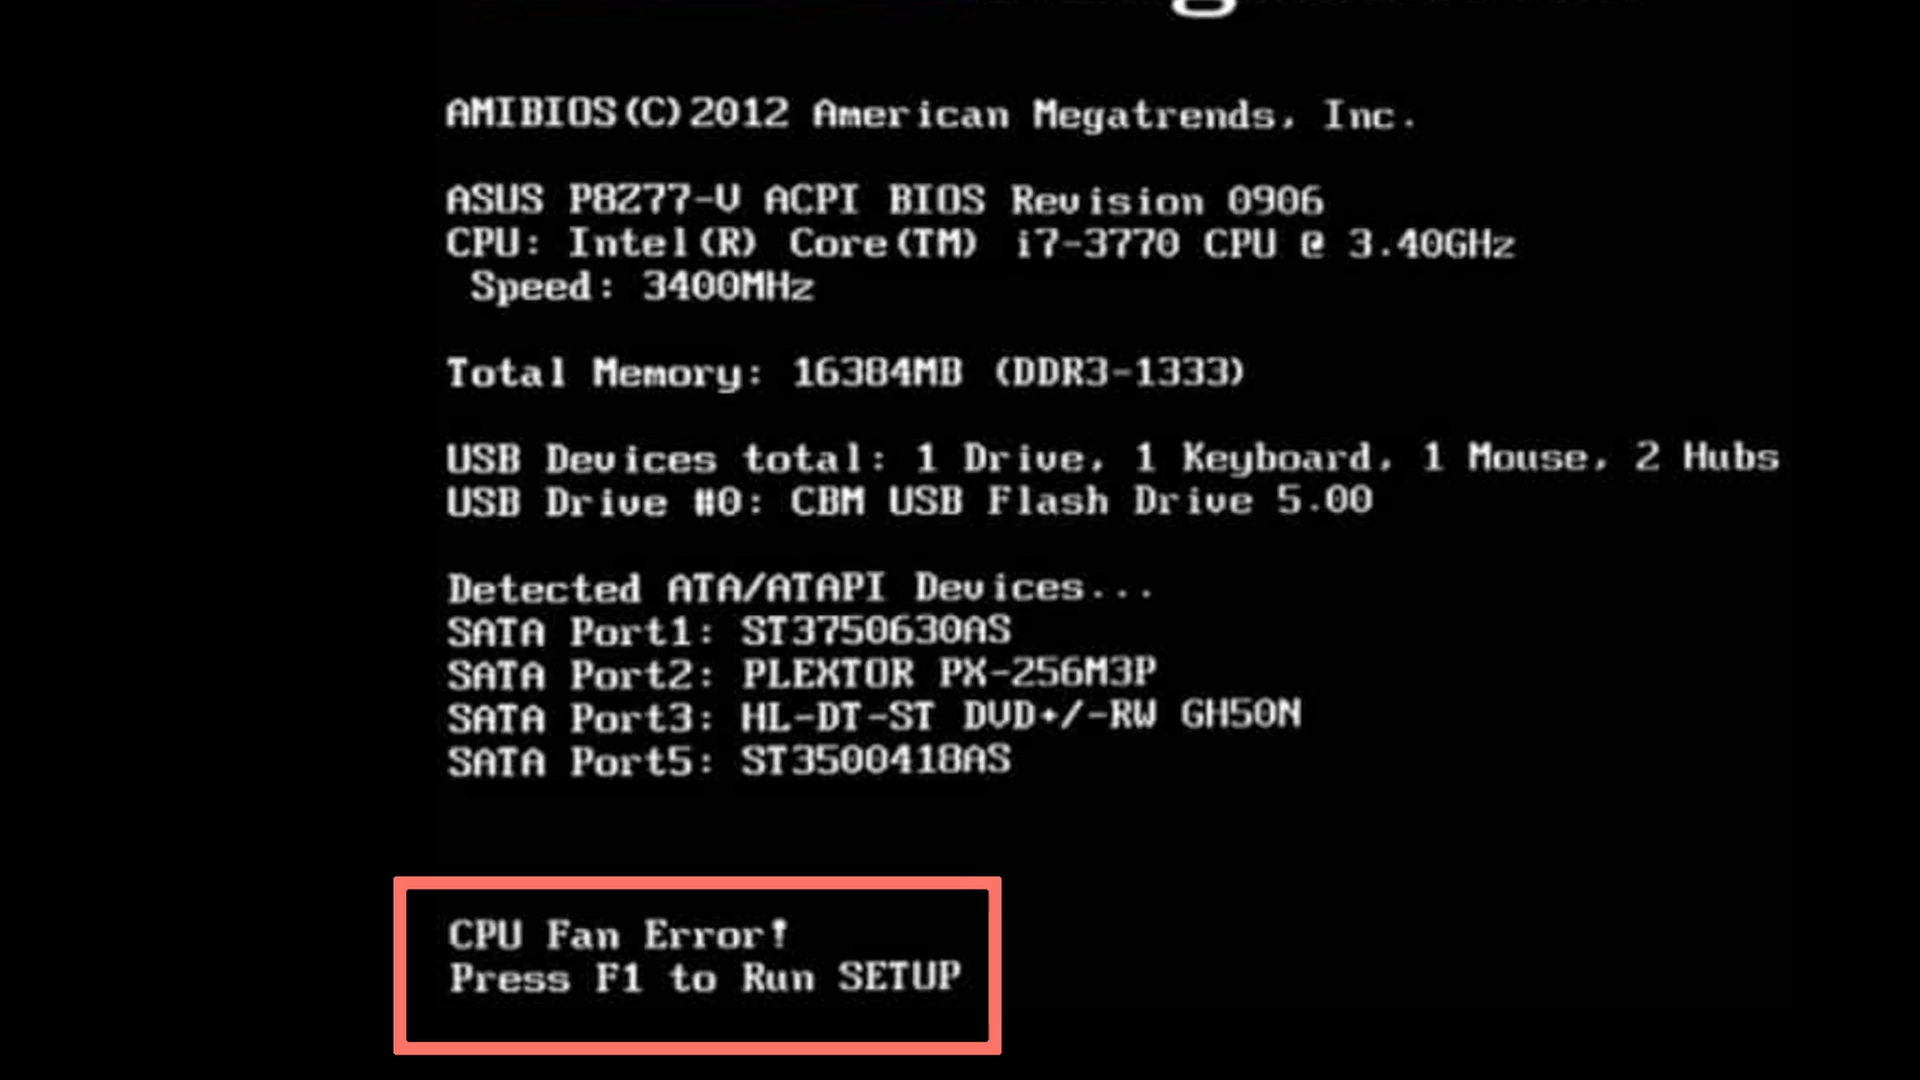 AMIBIOS(C)2012 American Megatrends, Inc.
ASUS P8Z77-V ACPI BIOS Revision 0906
CPU: Intel(R) Core(TM) i7-3770 CPU @ 3.40GHz
Speed: 3400MHz
Total Memory: 16384MB (DDR3-1333)
USB Devices total: 1 Drive, 1 Keyboard, 1 Mouse, 2 Hubs
USB Drive #0: CBM USB Flash Drive 5.00
Detected ATA/ATAPI Devices...
SATA Port1: ST3750630AS
SATA Port2: PLEXTOR PX-256M3P
SATA Port3: HL-DT-ST DVD+/-RW GH50N
SATA Port5: ST3500418AS
CPU Fan Error!
Press F1 to Run SETUP